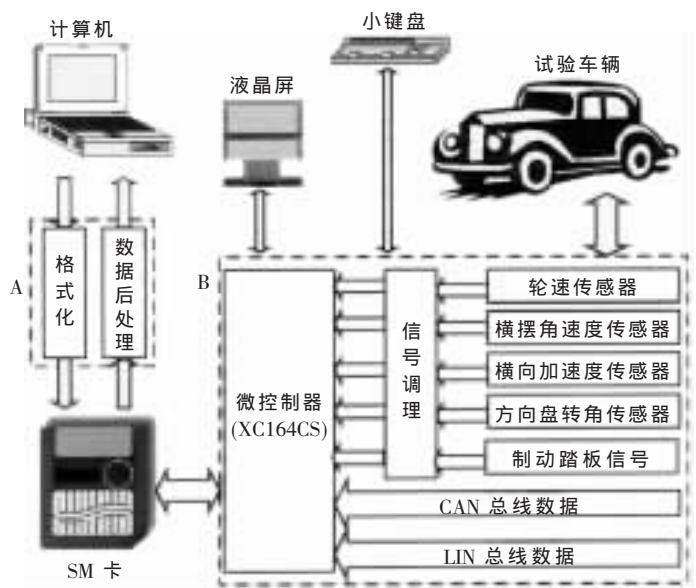 计算机
小键盘
液晶屏
试验车辆
A
格式化
数据后处理
B
微控制器
(XC164CS)
信号调理
轮速传感器
横摆角速度传感器
横向加速度传感器
方向盘转角传感器
制动踏板信号
CAN 总线数据
LIN 总线数据
SM 卡